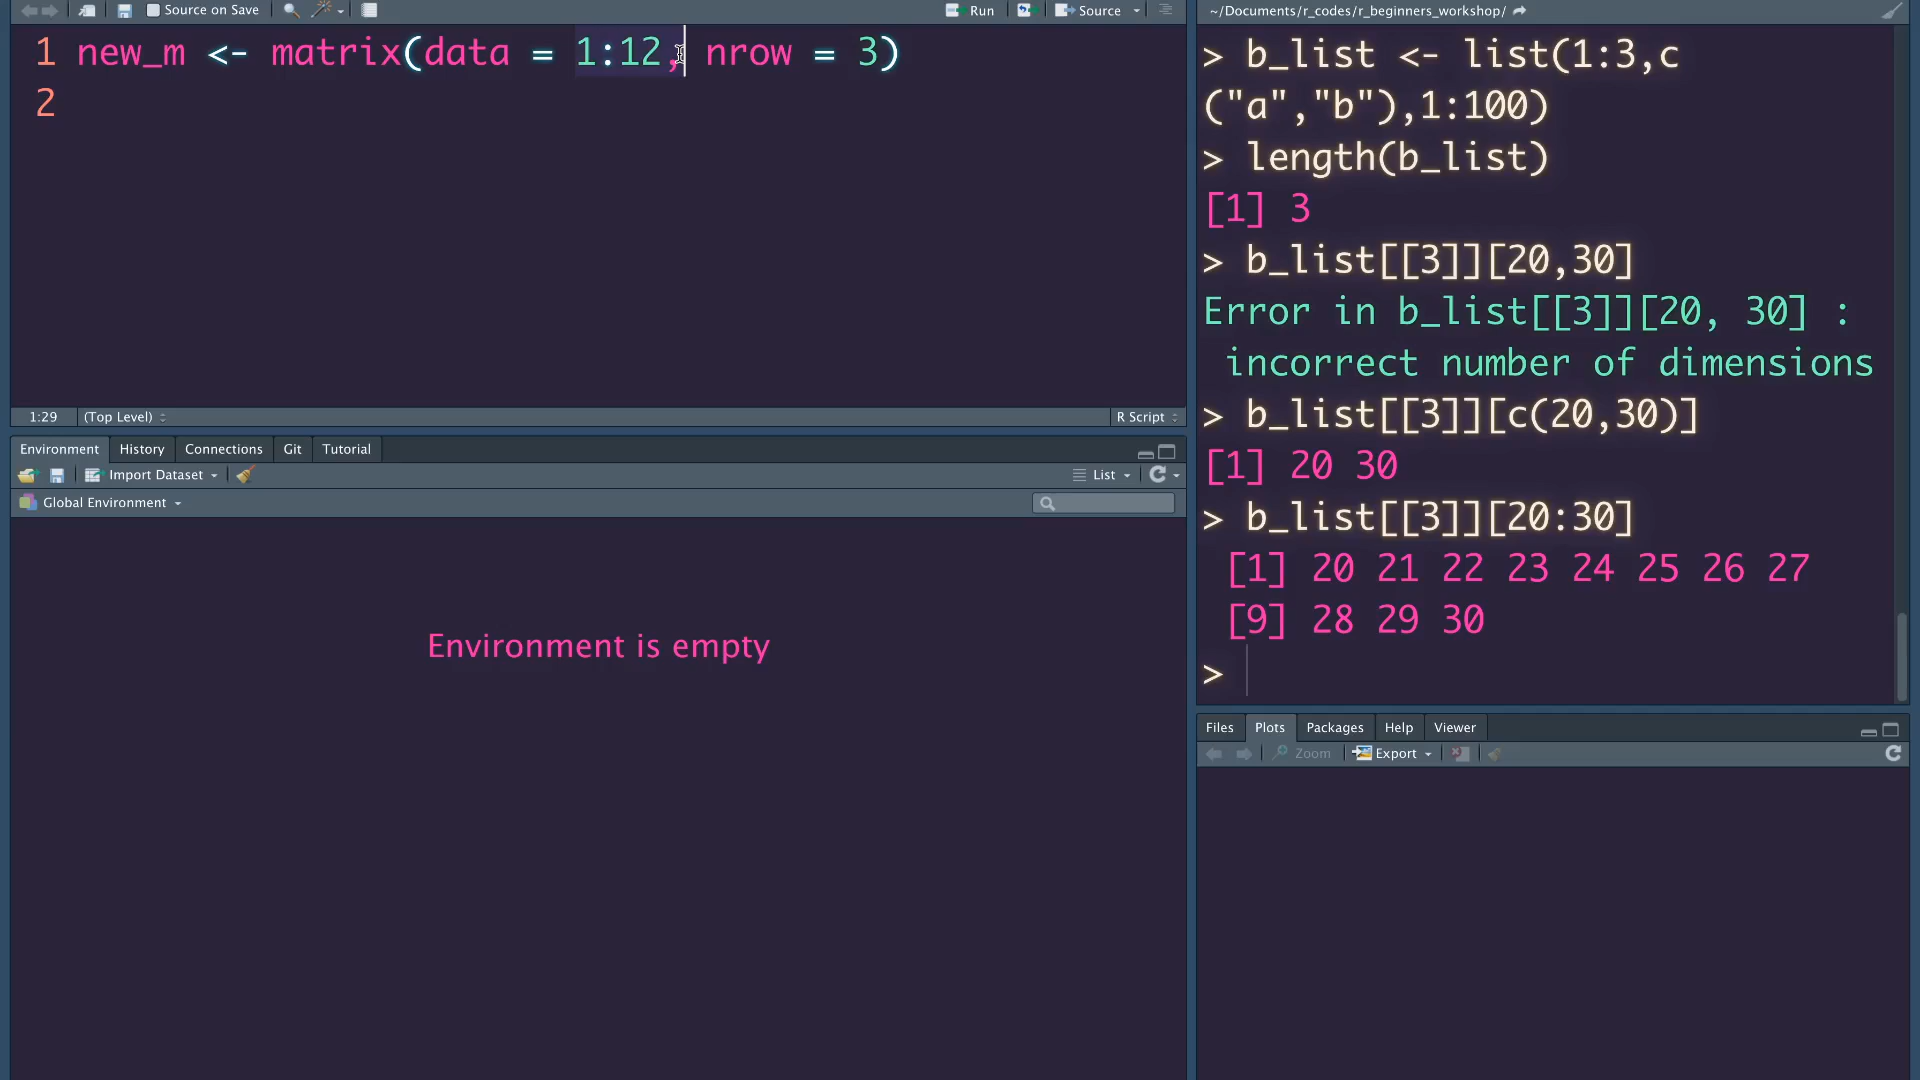 Source on Save
Run
Source
1 new_m <- matrix(data = 1:12, nrow = 3)
2
1:29
(Top Level)
R Script
Environment
History
Connections
Git
Tutorial
Import Dataset
List
Global Environment
Environment is empty
~/Documents/r_codes/r_beginners_workshop/
> b_list <- list(1:3,c
("a","b"),1:100)
> length(b_list)
[1] 3
> b_list[[3]][20,30]
Error in b_list[[3]][20, 30] :
incorrect number of dimensions
> b_list[[3]][c(20,30)]
[1] 20 30
> b_list[[3]][20:30]
[1] 20 21 22 23 24 25 26 27
[9] 28 29 30
>
Files
Plots
Packages
Help
Viewer
Zoom
Export